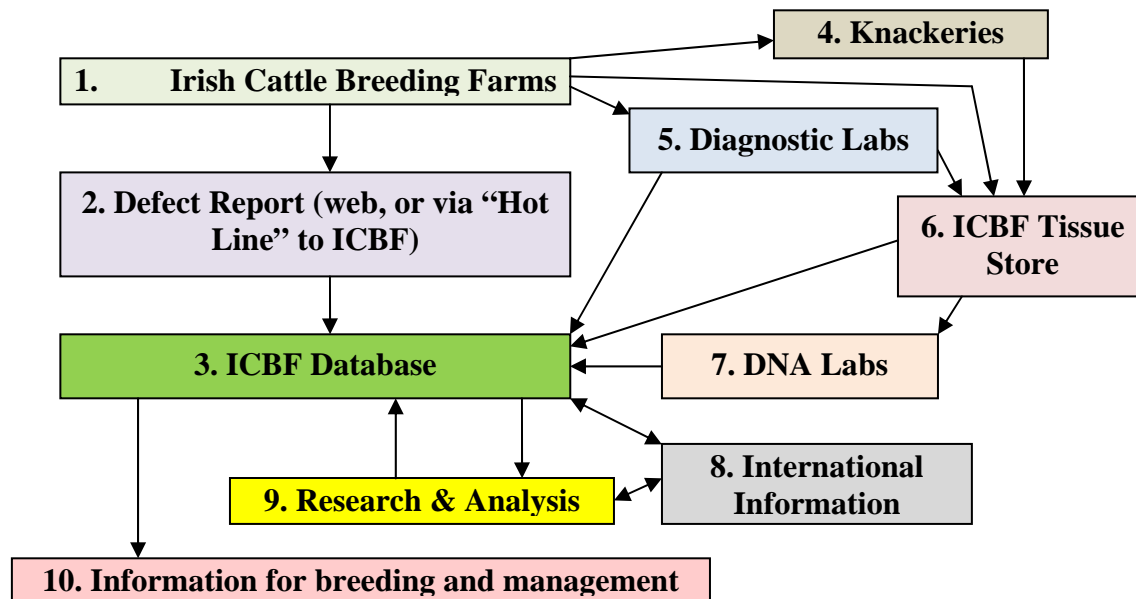 4. Knackeries
1. Irish Cattle Breeding Farms
5. Diagnostic Labs
2. Defect Report (web, or via “Hot
Line” to ICBF)
6. ICBF Tissue
Store
3. ICBF Database
7. DNA Labs
8. International
Information
9. Research & Analysis
10. Information for breeding and management